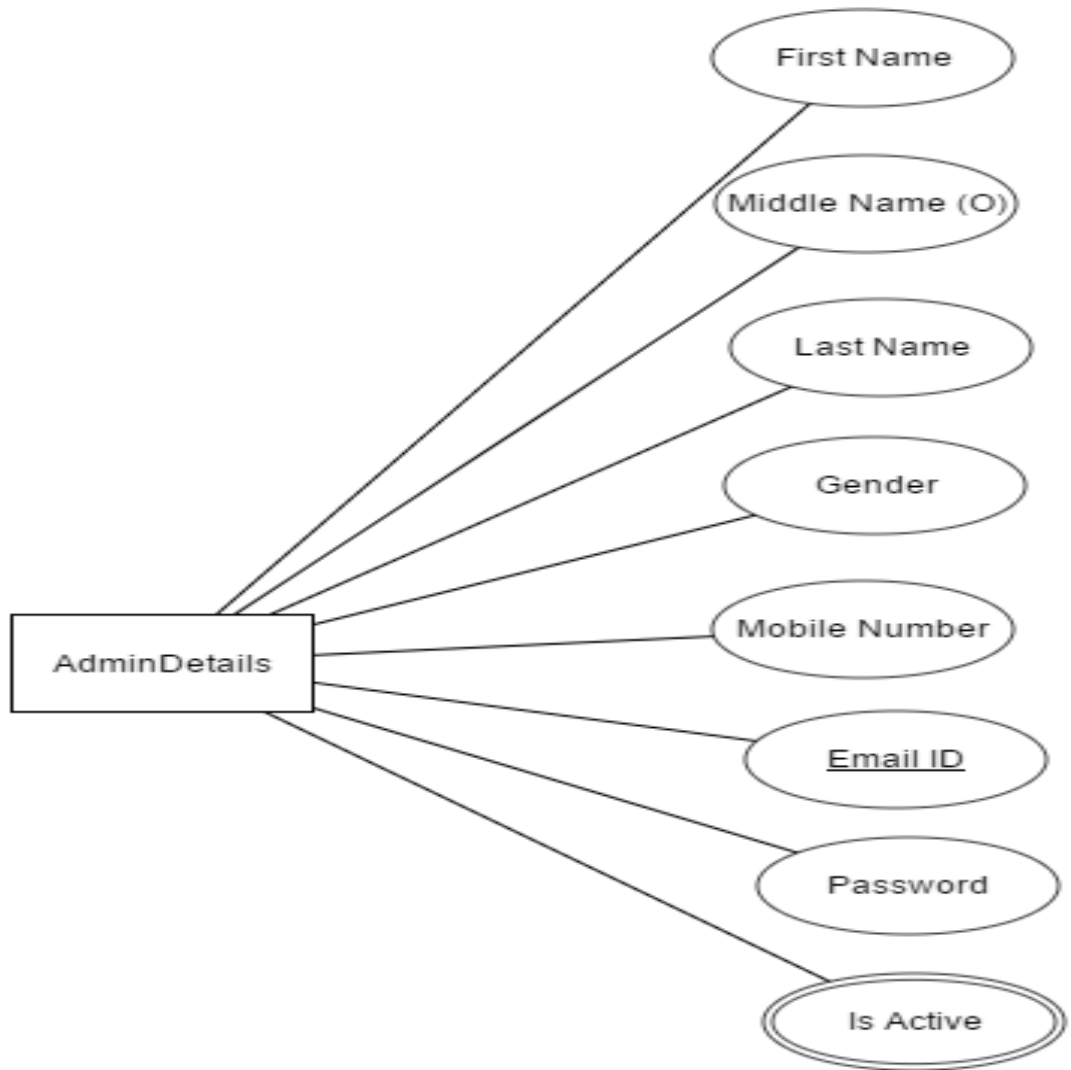 First Name
Middle Name (O)
Last Name
Gender
Mobile Number
AdminDetails
Email ID
Password
Is Active